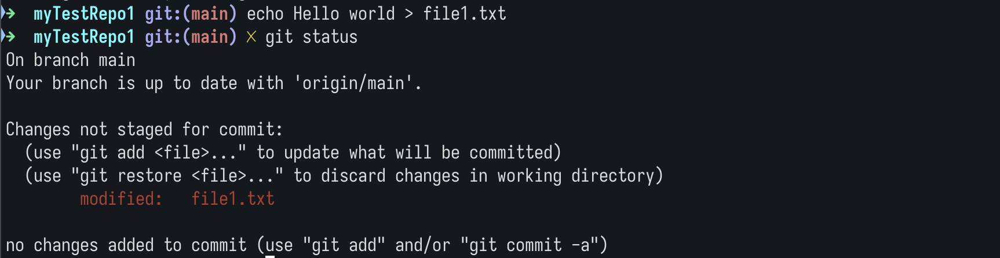 ➜  myTestRepo1 git:(main) echo Hello world > file1.txt
➜  myTestRepo1 git:(main) ✗ git status
On branch main
Your branch is up to date with 'origin/main'.

Changes not staged for commit:
  (use "git add <file>..." to update what will be committed)
  (use "git restore <file>..." to discard changes in working directory)
        modified:   file1.txt

no changes added to commit (use "git add" and/or "git commit -a")